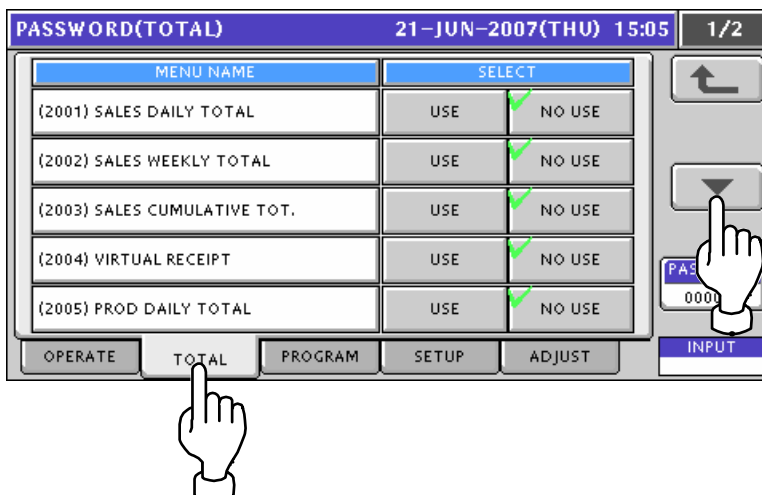 PASSWORD(TOTAL) 21-JUN-2007(THU) 15:05 1/2
MENU NAME SELECT
(2001) SALES DAILY TOTAL USE NO USE
(2002) SALES WEEKLY TOTAL USE NO USE
(2003) SALES CUMULATIVE TOT. USE NO USE
(2004) VIRTUAL RECEIPT USE NO USE
(2005) PROD DAILY TOTAL USE NO USE
OPERATE TOTAL PROGRAM SETUP ADJUST
INPUT